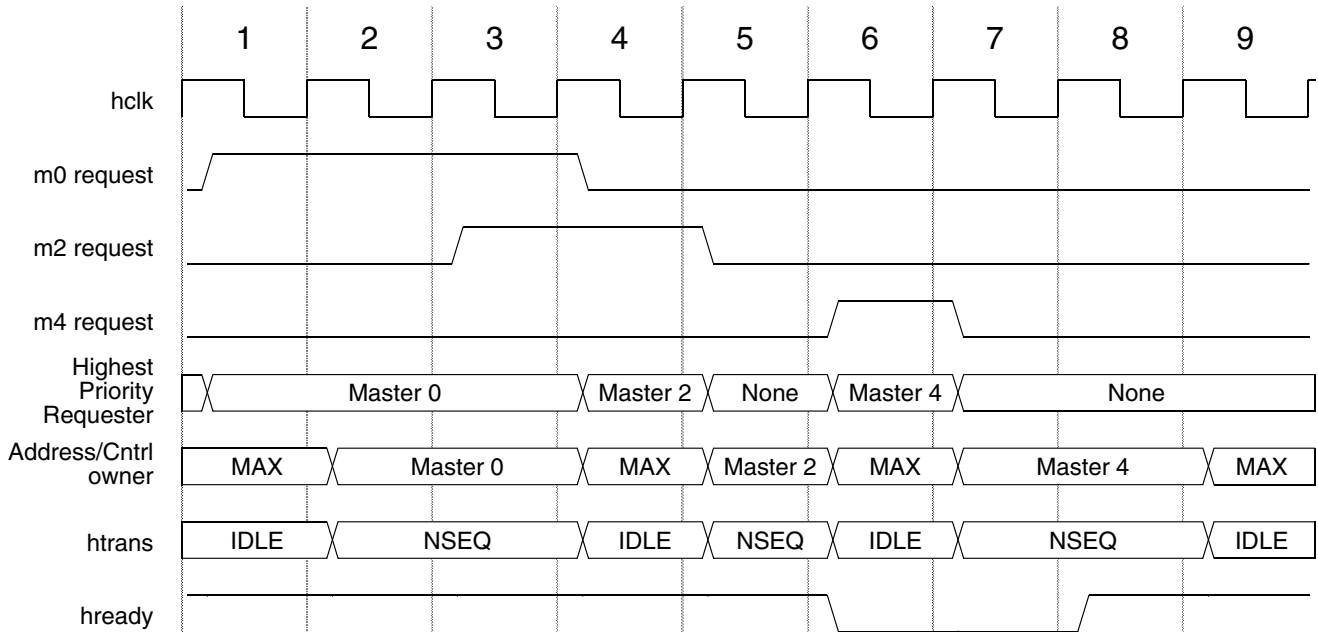 1 2 3 4 5 6 7 8 9
hclk
m0 request
m2 request
m4 request
Highest
Priority
Requester
Master 0 Master 2 None Master 4 None
Address/Cntrl
owner
MAX Master 0 MAX Master 2 MAX Master 4 MAX
htrans IDLE NSEQ IDLE NSEQ IDLE NSEQ IDLE
hready